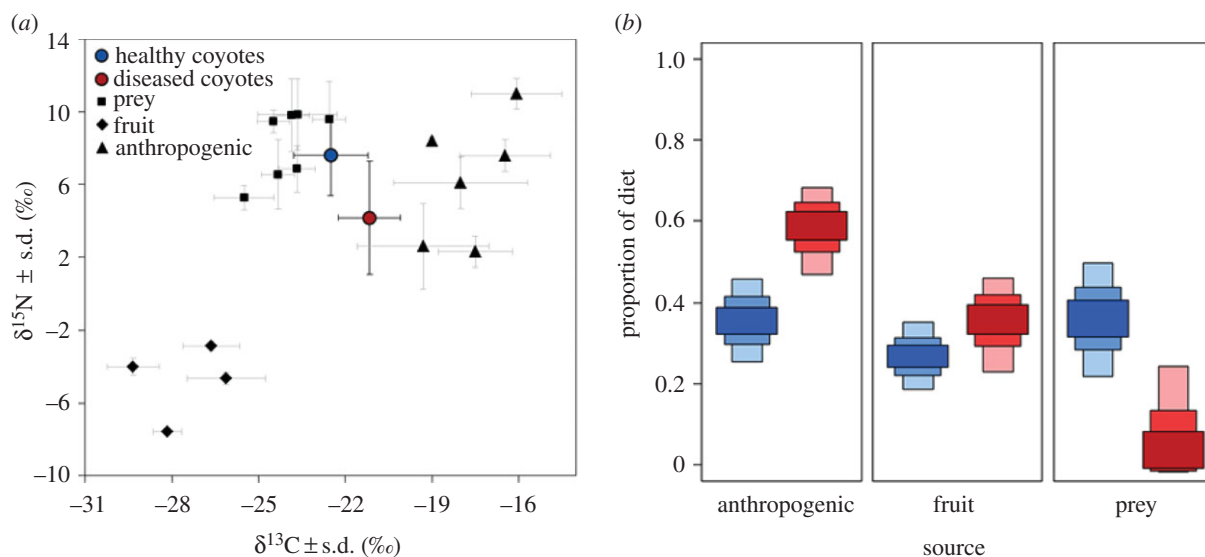 (a)
14
10
6
2
−2
−6
−10
δ15N ± s.d. (‰)
healthy coyotes
diseased coyotes
prey
fruit
anthropogenic
−31 −28 −25 −22 −19 −16
δ13C ± s.d. (‰)
(b)
1.0
0.8
0.6
0.4
0.2
0
proportion of diet
anthropogenic fruit prey
source